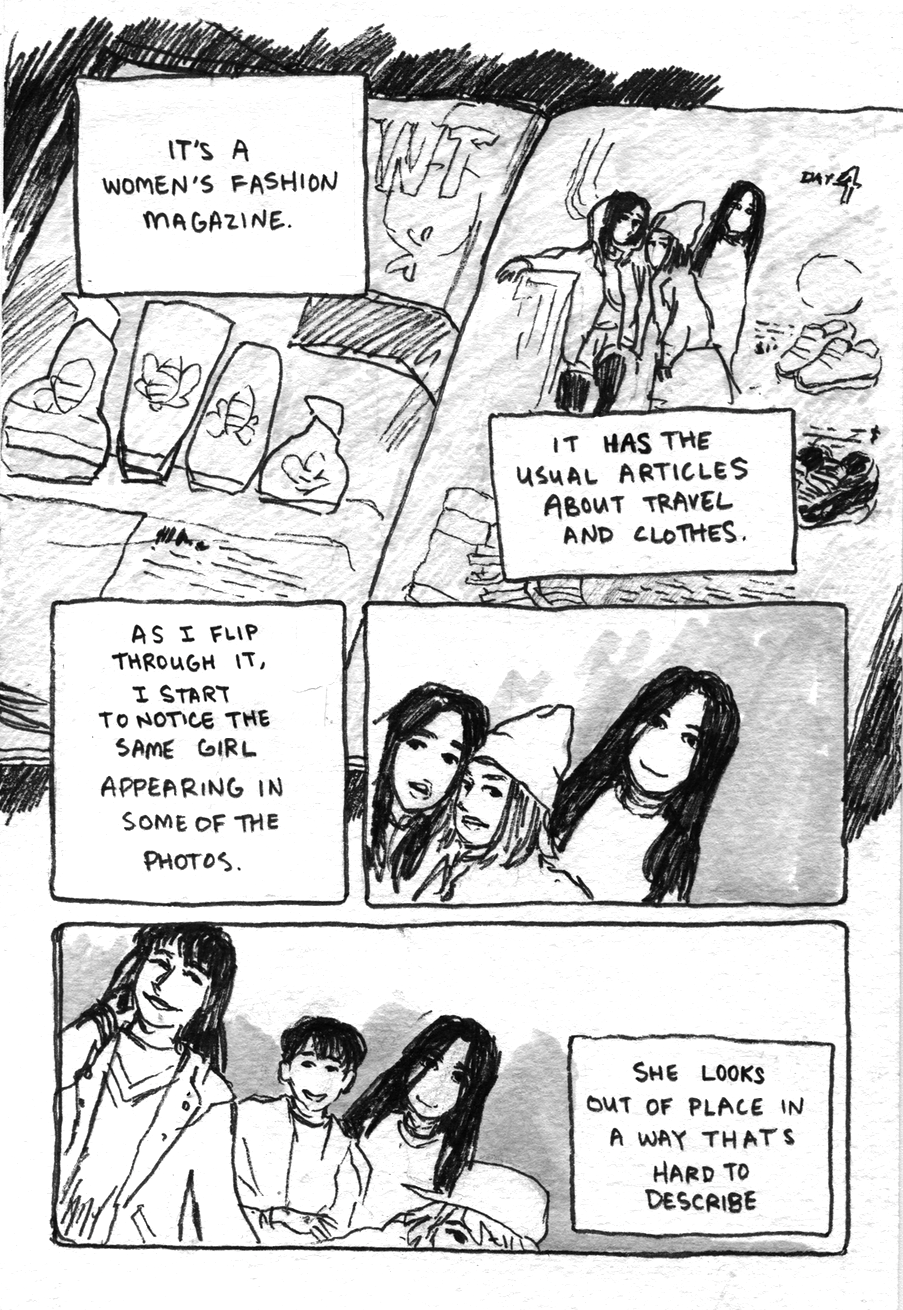 IT'S A
WOMEN'S FASHION
MAGAZINE.
DAY 4
IT HAS THE
USUAL ARTICLES
ABOUT TRAVEL
AND CLOTHES.
AS I FLIP
THROUGH IT,
I START
TO NOTICE THE
SAME GIRL
APPEARING IN
SOME OF THE
PHOTOS.
SHE LOOKS
OUT OF PLACE IN
A WAY THAT'S
HARD TO
DESCRIBE